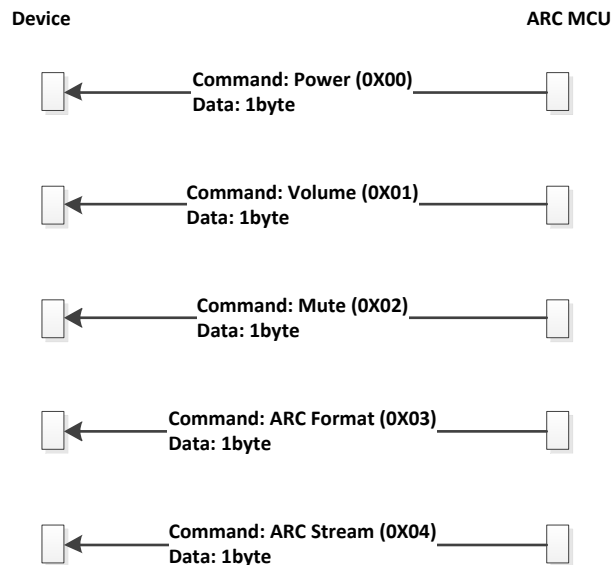 Device
ARC MCU
Command: Power (0X00)
Data: 1byte
Command: Volume (0X01)
Data: 1byte
Command: Mute (0X02)
Data: 1byte
Command: ARC Format (0X03)
Data: 1byte
Command: ARC Stream (0X04)
Data: 1byte